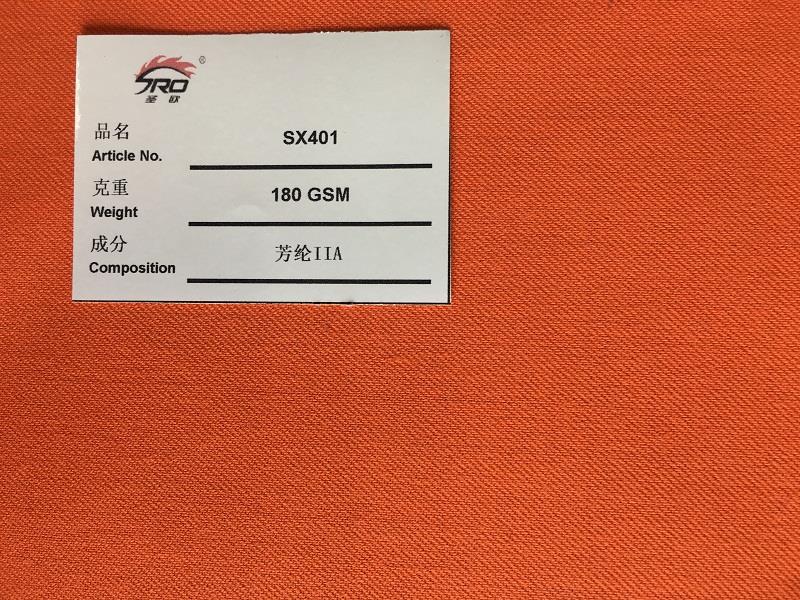 SRO®
圣欧
品名
Article No. SX401
克重
Weight 180 GSM
成分
Composition 芳纶IIA